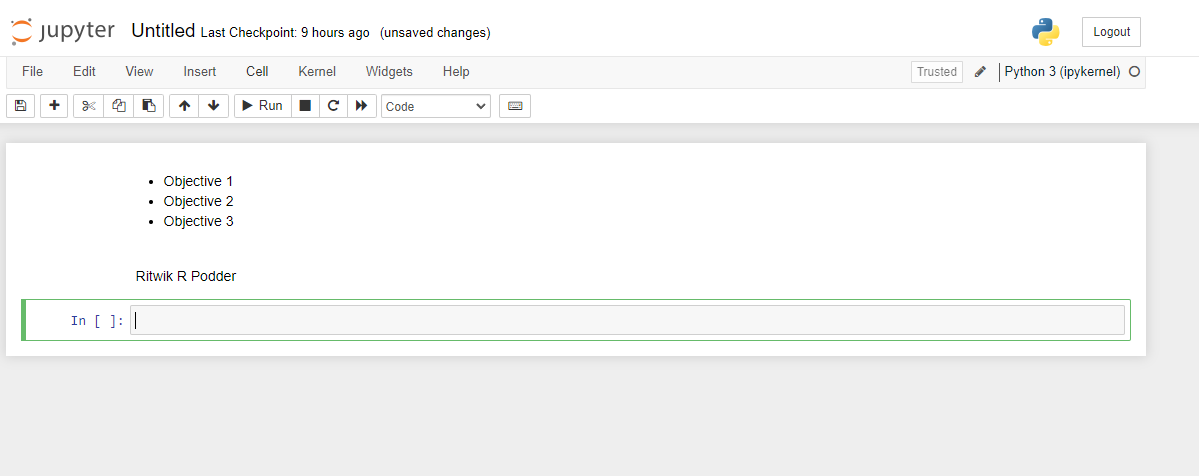 jupyter Untitled Last Checkpoint: 9 hours ago (unsaved changes) Logout
File Edit View Insert Cell Kernel Widgets Help Trusted Python 3 (ipykernel)
Run Code
Objective 1
Objective 2
Objective 3
Ritwik R Podder
In [ ]: